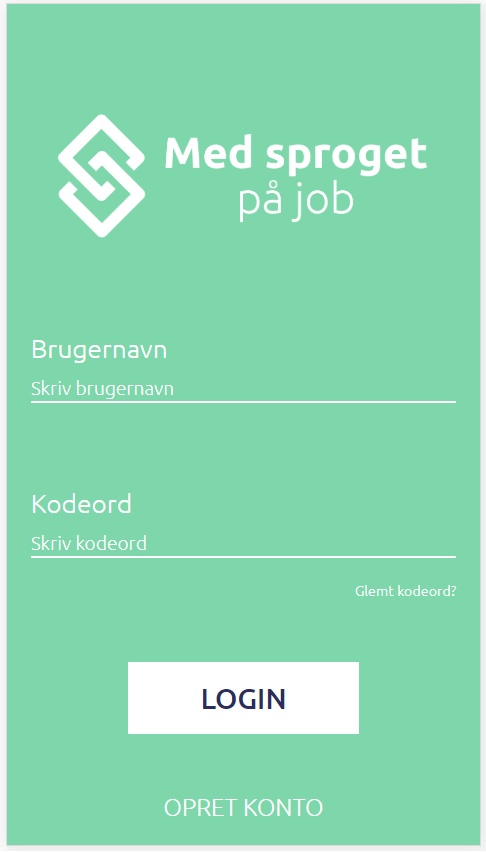 Med sproget
på job
Brugernavn
Skriv brugernavn
Kodeord
Skriv kodeord
Glemt kodeord?
LOGIN
OPRET KONTO